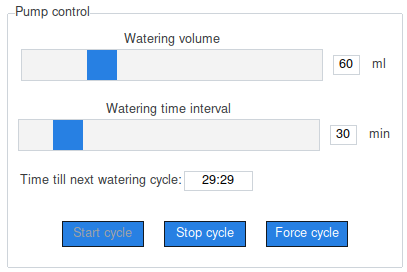 Pump control
Watering volume
60 ml
Watering time interval
30 min
Time till next watering cycle: 29:29
Start cycle Stop cycle Force cycle